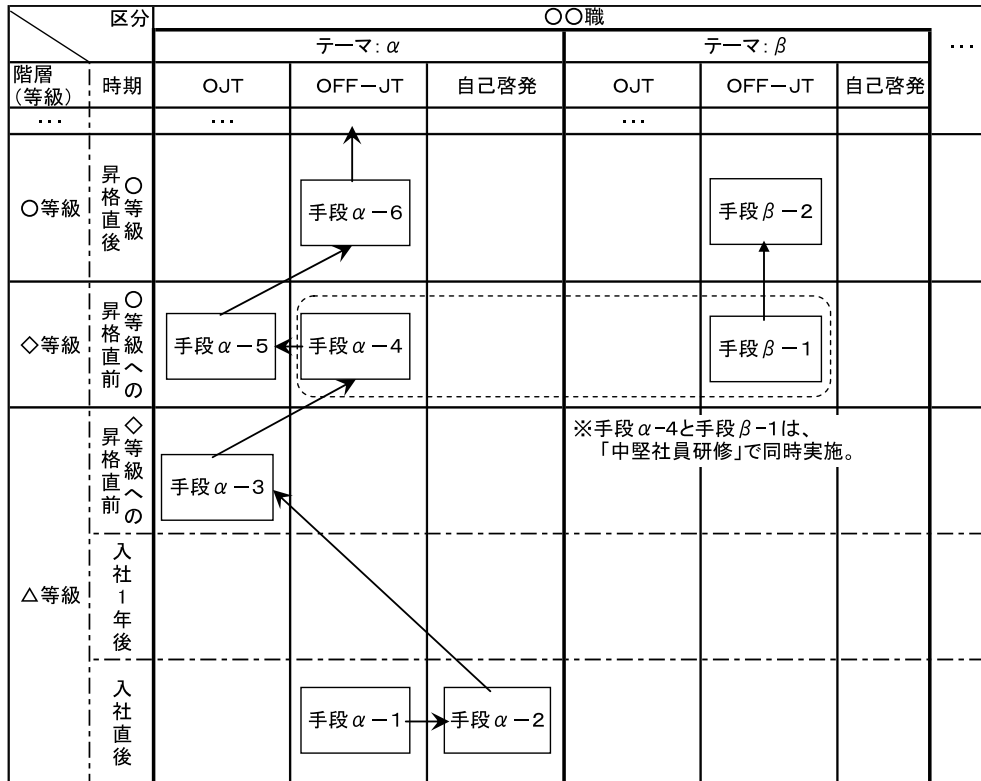 区分
○○職
テーマ：α
テーマ：β
…
階層
（等級）
時期
OJT
OFF－JT
自己啓発
OJT
OFF－JT
自己啓発
…
…
…
○等級
○等級
昇格直後
手段α－6
手段β－2
◇等級
○等級への
昇格直前
手段α－5
手段α－4
手段β－1
△等級
◇等級への
昇格直前
手段α－3
※手段α-4と手段β-1は、
「中堅社員研修」で同時実施。
入社1年後
入社直後
手段α－1
手段α－2